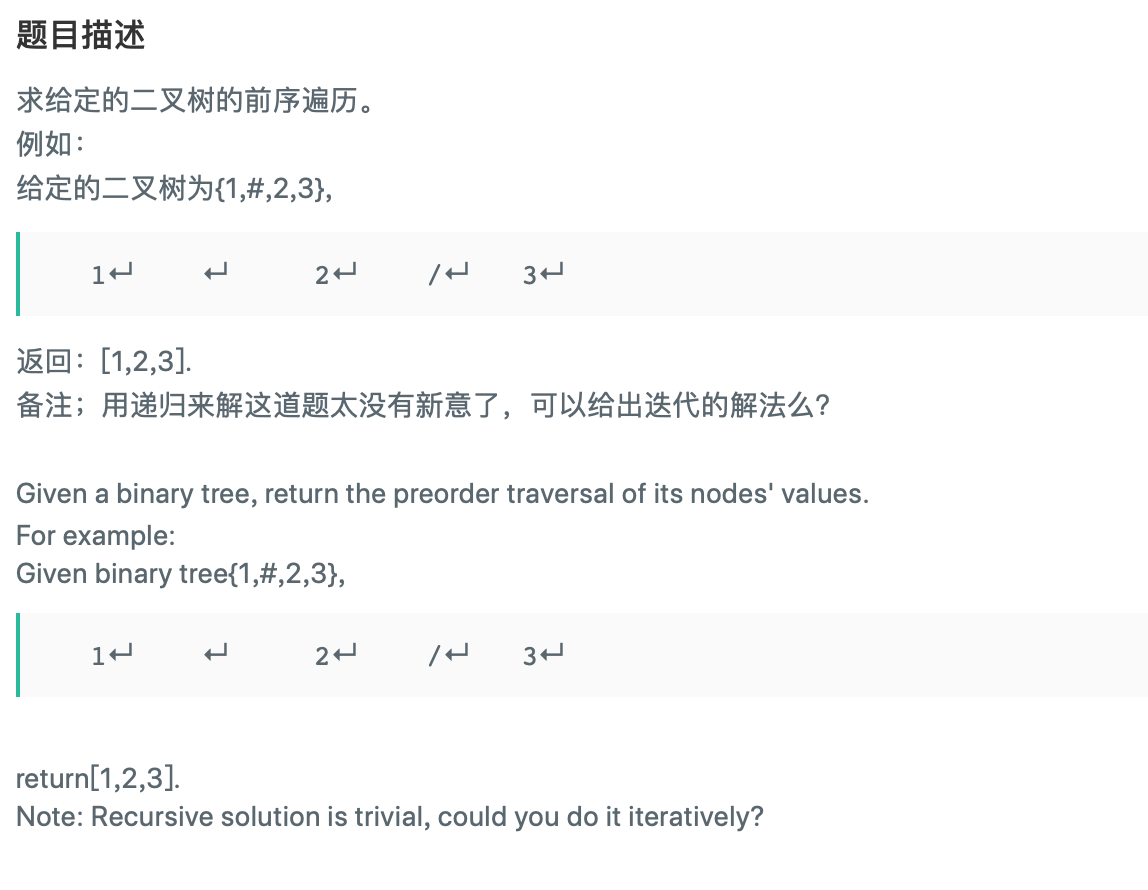 题目描述
求给定的二叉树的前序遍历。
例如：
给定的二叉树为{1,#,2,3},
1↵ ↵ 2↵ /↵ 3↵
返回：[1,2,3].
备注；用递归来解这道题太没有新意了，可以给出迭代的解法么？
Given a binary tree, return the preorder traversal of its nodes' values.
For example:
Given binary tree{1,#,2,3},
1↵ ↵ 2↵ /↵ 3↵
return[1,2,3].
Note: Recursive solution is trivial, could you do it iteratively?